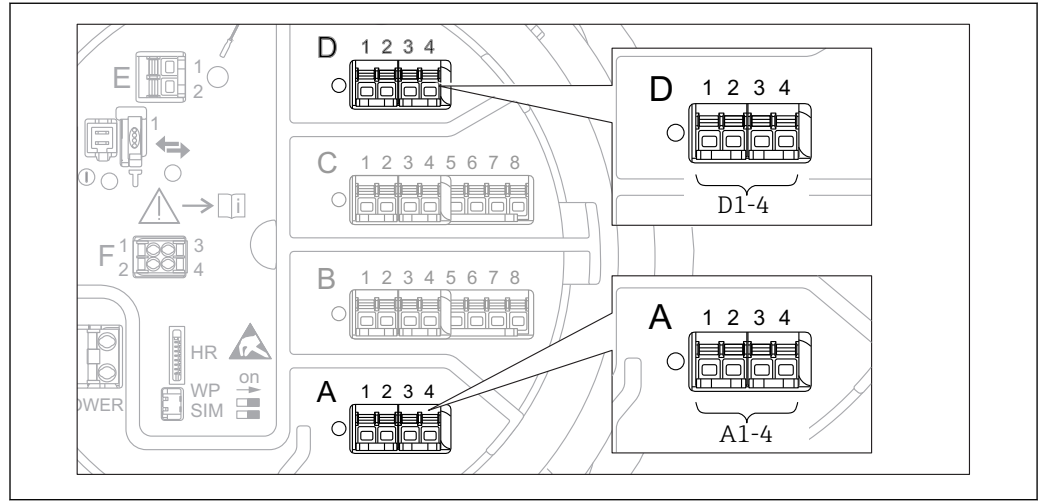 D 1 2 3 4
E 1
2
1
C 1 2 3 4 5 6 7 8
i
F 1 3
2 4
B 1 2 3 4 5 6 7 8
HR
WP on
SIM
OWER
A 1 2 3 4
D 1 2 3 4
D1-4
A 1 2 3 4
A1-4